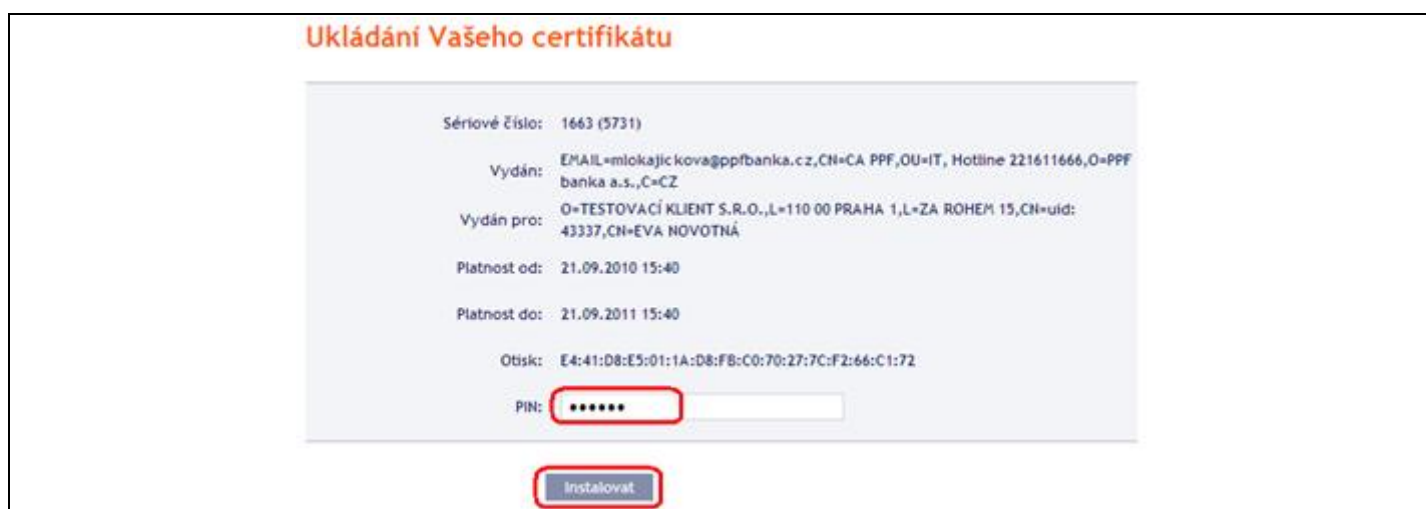 Ukládání Vašeho certifikátu
Sériové číslo: 1663 (5731)
Vydán: EMAIL=mlokajickova@ppfbanka.cz,CN=CA PPF,OU=IT, Hotline 221611666,O=PPF
banka a.s.,C=CZ
Vydán pro: O=TESTOVACÍ KLIENT S.R.O.,L=110 00 PRAHA 1,L=ZA ROHEM 15,CN=uid:
43337,CN=EVA NOVOTNÁ
Platnost od: 21.09.2010 15:40
Platnost do: 21.09.2011 15:40
Otisk: E4:41:D8:E5:01:1A:D8:FB:C0:70:27:7C:F2:66:C1:72
PIN: ••••••
Instalovat